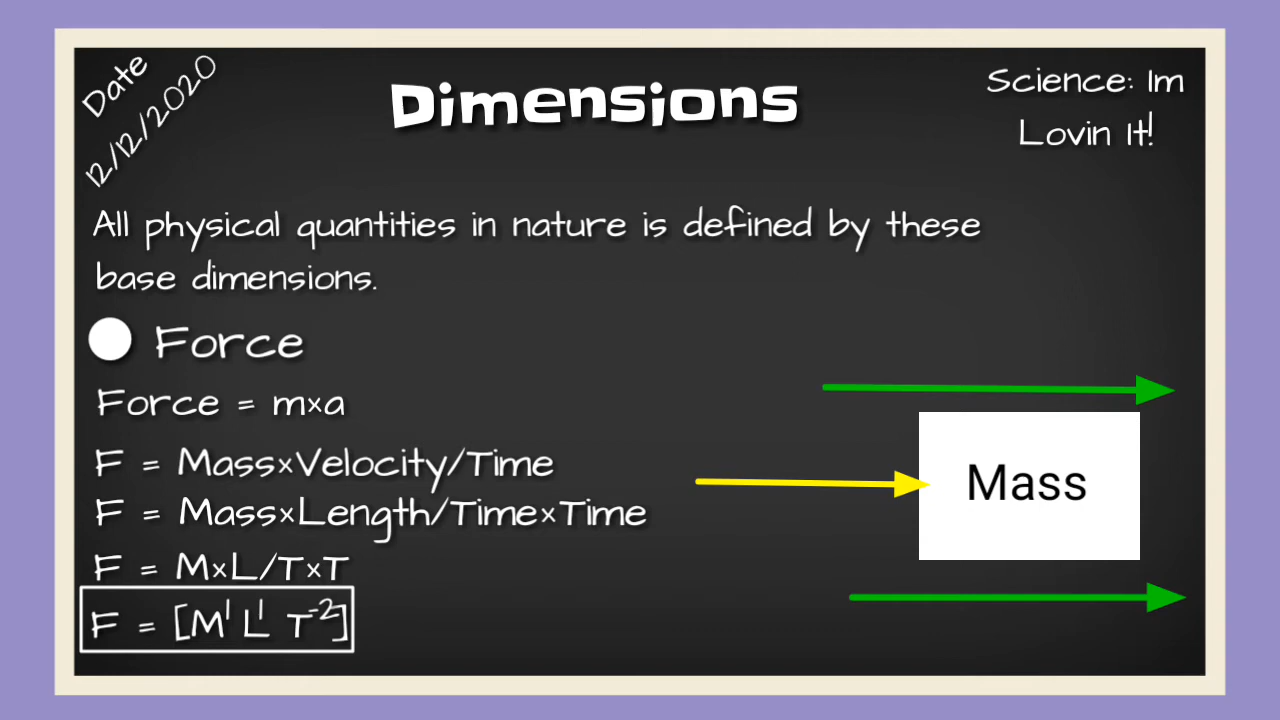 Date
12/12/2020
Dimensions
Science: Im
Lovin It!
All physical quantities in nature is defined by these
base dimensions.
Force
Force = m×a
F = Mass×Velocity/Time
F = Mass×Length/Time×Time
F = M×L/T×T
F = [M¹ L¹ T⁻²]
Mass